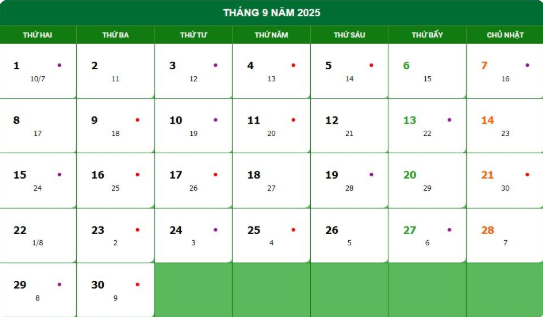 THÁNG 9 NĂM 2025
THỨ HAI THỨ BA THỨ TƯ THỨ NĂM THỨ SÁU THỨ BẨY CHỦ NHẬT
1 2 3 4 5 6 7
10/7 11 12 13 14 15 16
8 9 10 11 12 13 14
17 18 19 20 21 22 23
15 16 17 18 19 20 21
24 25 26 27 28 29 30
22 23 24 25 26 27 28
1/8 2 3 4 5 6 7
29 30
8 9